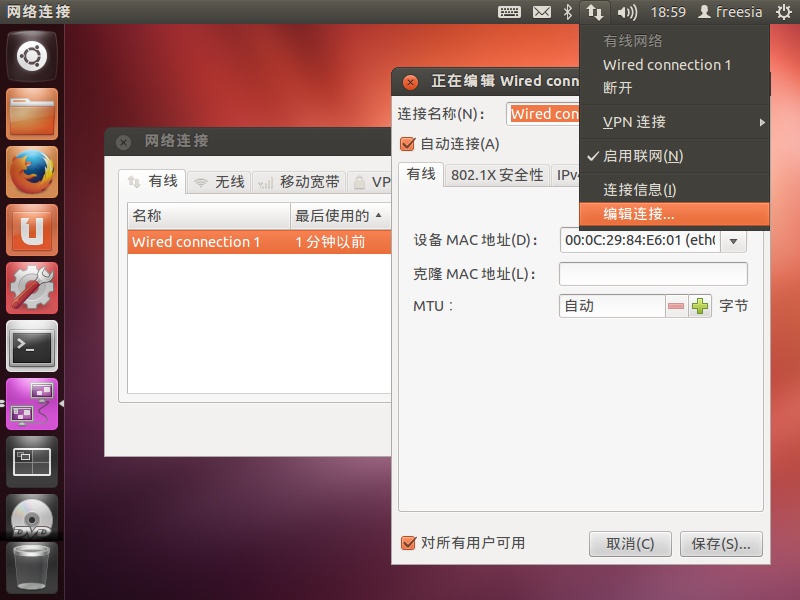 网络连接
18:59
freesia
有线网络
Wired connection 1
断开
VPN 连接
启用联网(N)
连接信息(I)
编辑连接...
正在编辑 Wired conn
连接名称(N):
Wired con
自动连接(A)
有线
802.1X 安全性
IPv4
设备 MAC 地址(D):
00:0C:29:84:E6:01 (eth0
克隆 MAC 地址(L):
MTU:
自动
字节
对所有用户可用
取消(C)
保存(S)...
网络连接
有线
无线
移动宽带
VP
名称
最后使用的
Wired connection 1
1 分钟以前
DVD